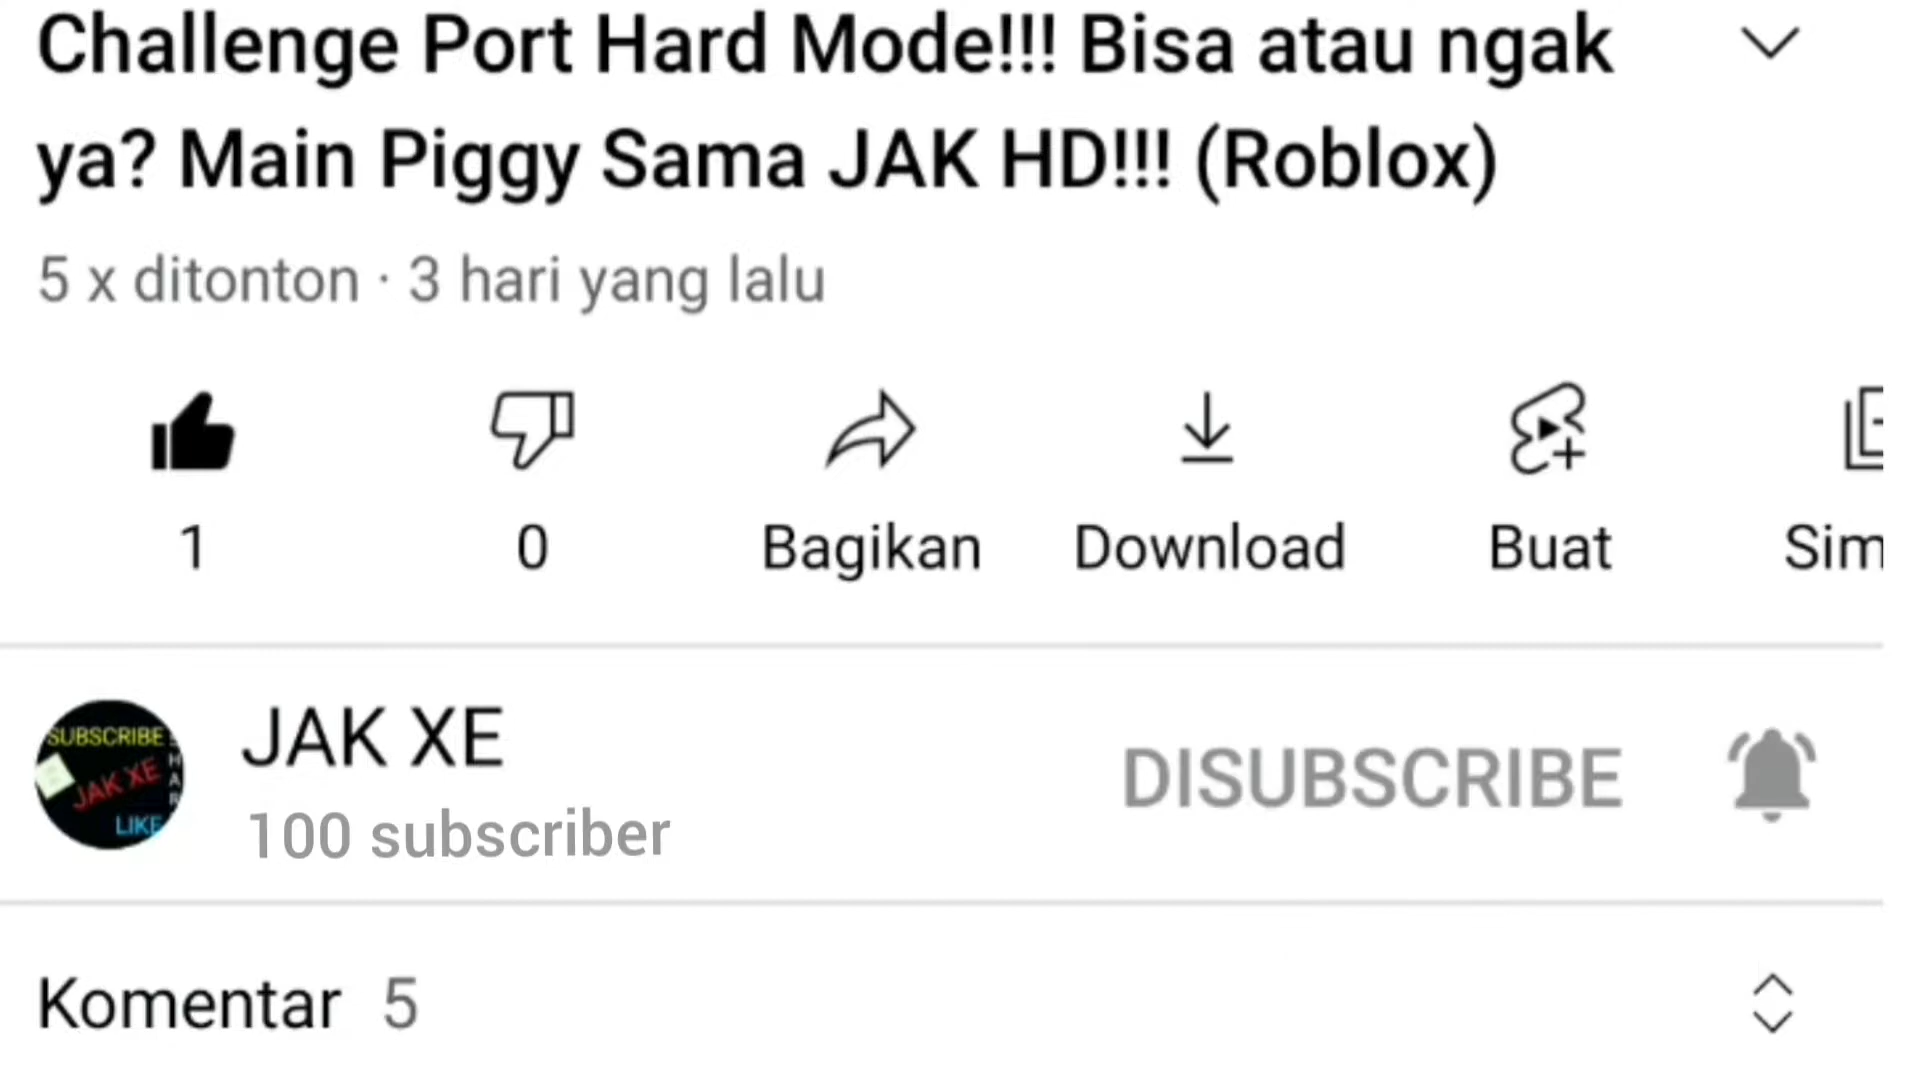 Challenge Port Hard Mode!!! Bisa atau ngak
ya? Main Piggy Sama JAK HD!!! (Roblox)
5 x ditonton · 3 hari yang lalu
1
0
Bagikan
Download
Buat
Sim
SUBSCRIBE
JAK XE
LIKE
JAK XE
100 subscriber
DISUBSCRIBE
Komentar 5